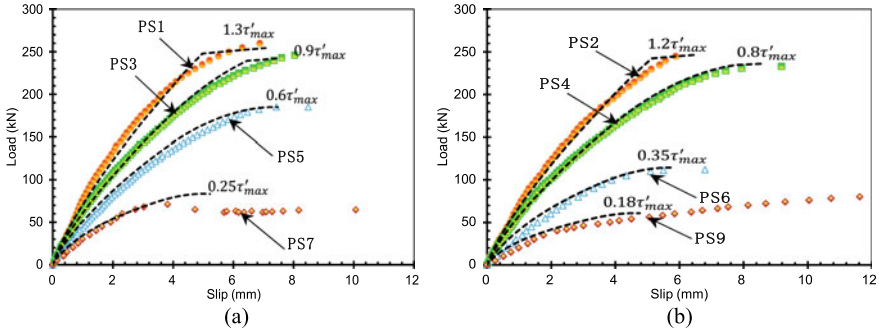 300
250
200
150
100
50
0
Load (kN)
PS1
1.3τ′max
PS3
0.9τ′max
0.6τ′max
PS5
0.25τ′max
PS7
0 2 4 6 8 10 12
Slip (mm)
(a)
300
250
200
150
100
50
0
Load (kN)
PS2
1.2τ′max
0.8τ′max
PS4
0.35τ′max
PS6
0.18τ′max
PS9
0 2 4 6 8 10 12
Slip (mm)
(b)